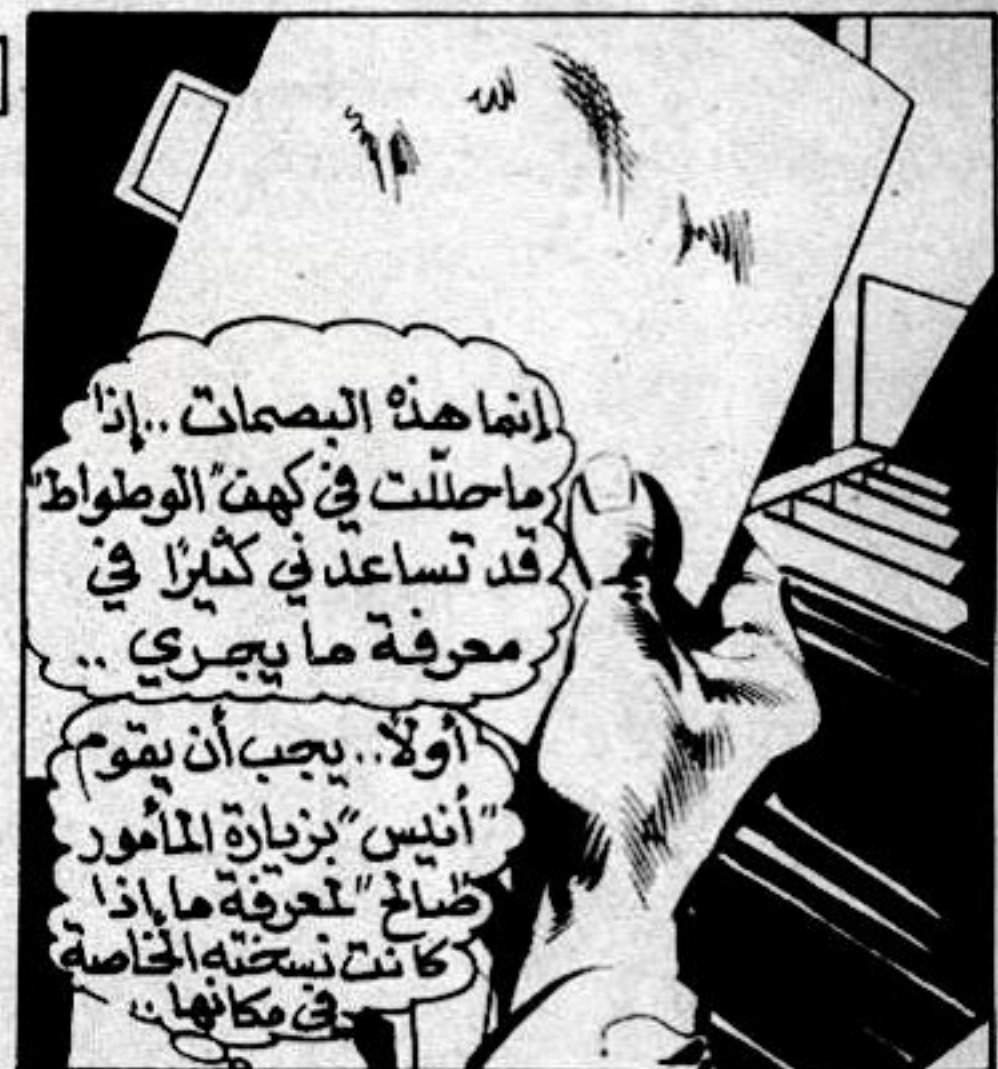 إنما هذه البصمات .. إذا
ما حللّت في كهف "الوطواط"
قد تساعدني كثيرًا في
معرفة ما يجري ..
أولًا .. يجب أن يقوم
"أنيس" بزيارة المأمور
"صالح" لمعرفة ما إذا
كانت نسخته الخاصة
في مكانها ..